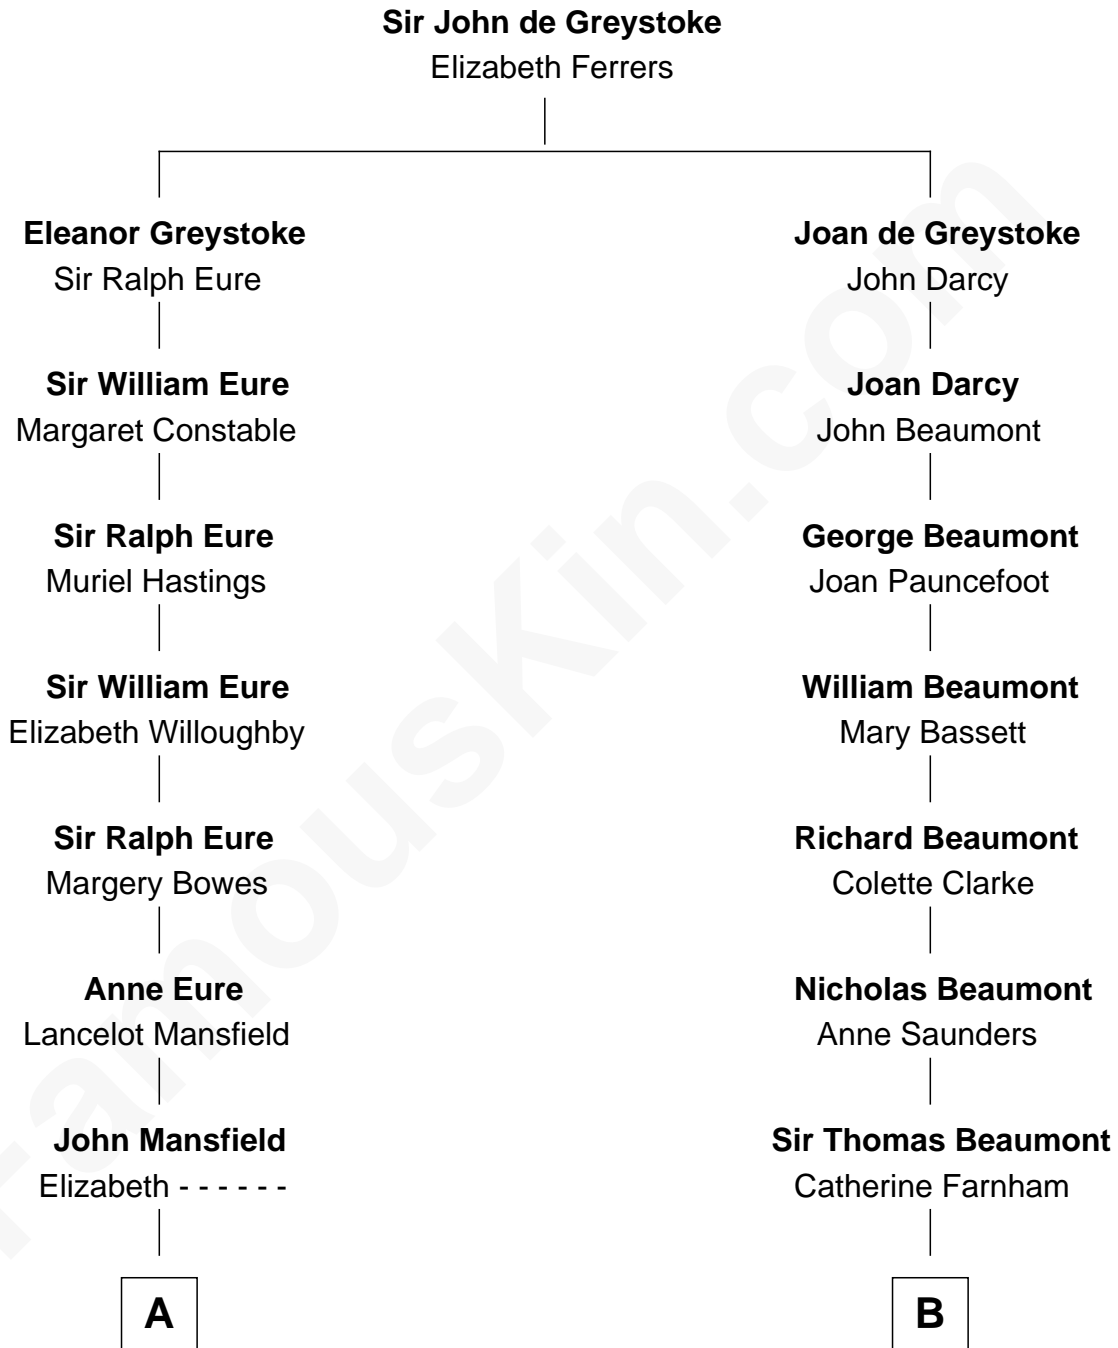 Sir John de Greystoke
Elizabeth Ferrers
Eleanor Greystoke
Sir Ralph Eure
Joan de Greystoke
John Darcy
Sir William Eure
Margaret Constable
Joan Darcy
John Beaumont
Sir Ralph Eure
Muriel Hastings
George Beaumont
Joan Pauncefoot
Sir William Eure
Elizabeth Willoughby
William Beaumont
Mary Bassett
Sir Ralph Eure
Margery Bowes
Richard Beaumont
Colette Clarke
Anne Eure
Lancelot Mansfield
Nicholas Beaumont
Anne Saunders
John Mansfield
Elizabeth - - - - - -
Sir Thomas Beaumont
Catherine Farnham
A
B
FamousKin.com